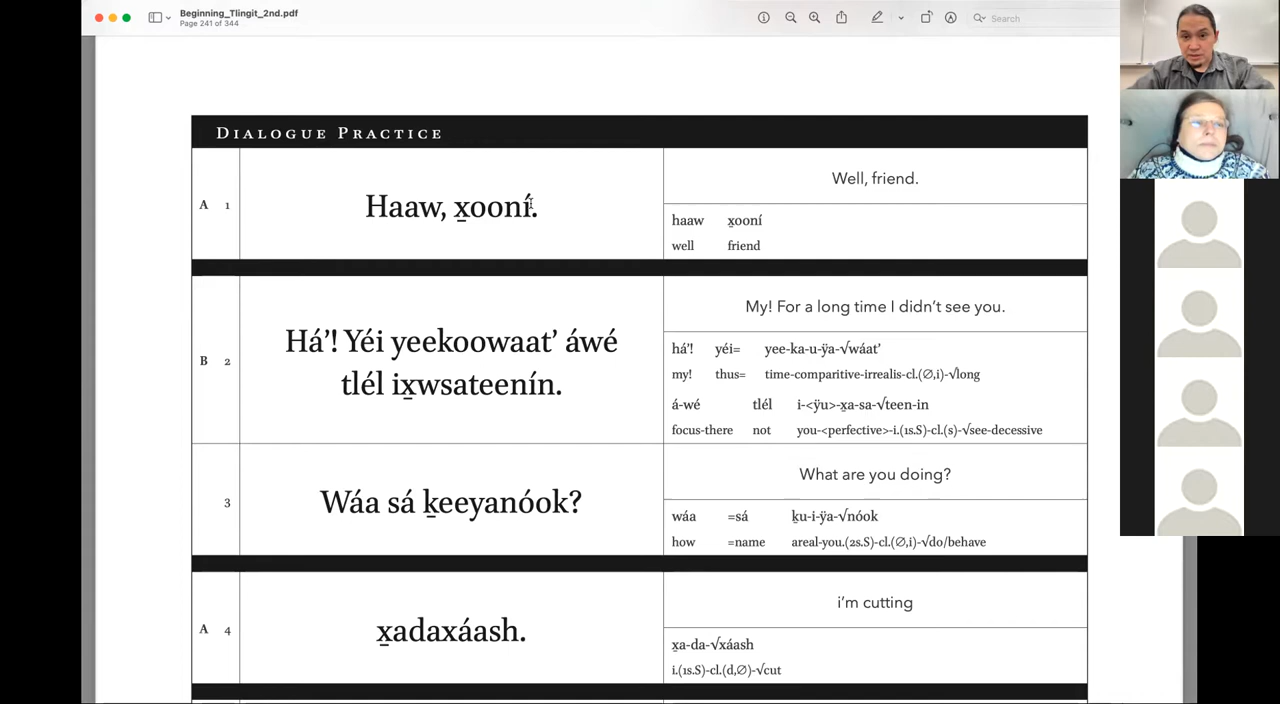 Beginning_Tlingit_2nd.pdf
Page 241 of 344
Search
Dialogue Practice
A 1
Haaw, x̱ooní.
Well, friend.
haaw x̱ooní
well friend
B 2
Há’! Yéi yeekoowaat’ áwé
tlél ix̱wsateenín.
My! For a long time I didn’t see you.
há’! yéi= yee-ka-u-ÿa-√wáat’
my! thus= time-comparitive-irrealis-cl.(∅,i)-√long
á-wé tlél i-<ÿu>-x̱a-sa-√teen-in
focus-there not you-<perfective>-i.(1s.S)-cl.(s)-√see-decessive
3
Wáa sá ḵeeyanóok?
What are you doing?
wáa =sá ḵu-i-ÿa-√nóok
how =name areal-you.(2s.S)-cl.(∅,i)-√do/behave
A 4
x̱adaxáash.
i’m cutting
x̱a-da-√xáash
i.(1s.S)-cl.(d,∅)-√cut